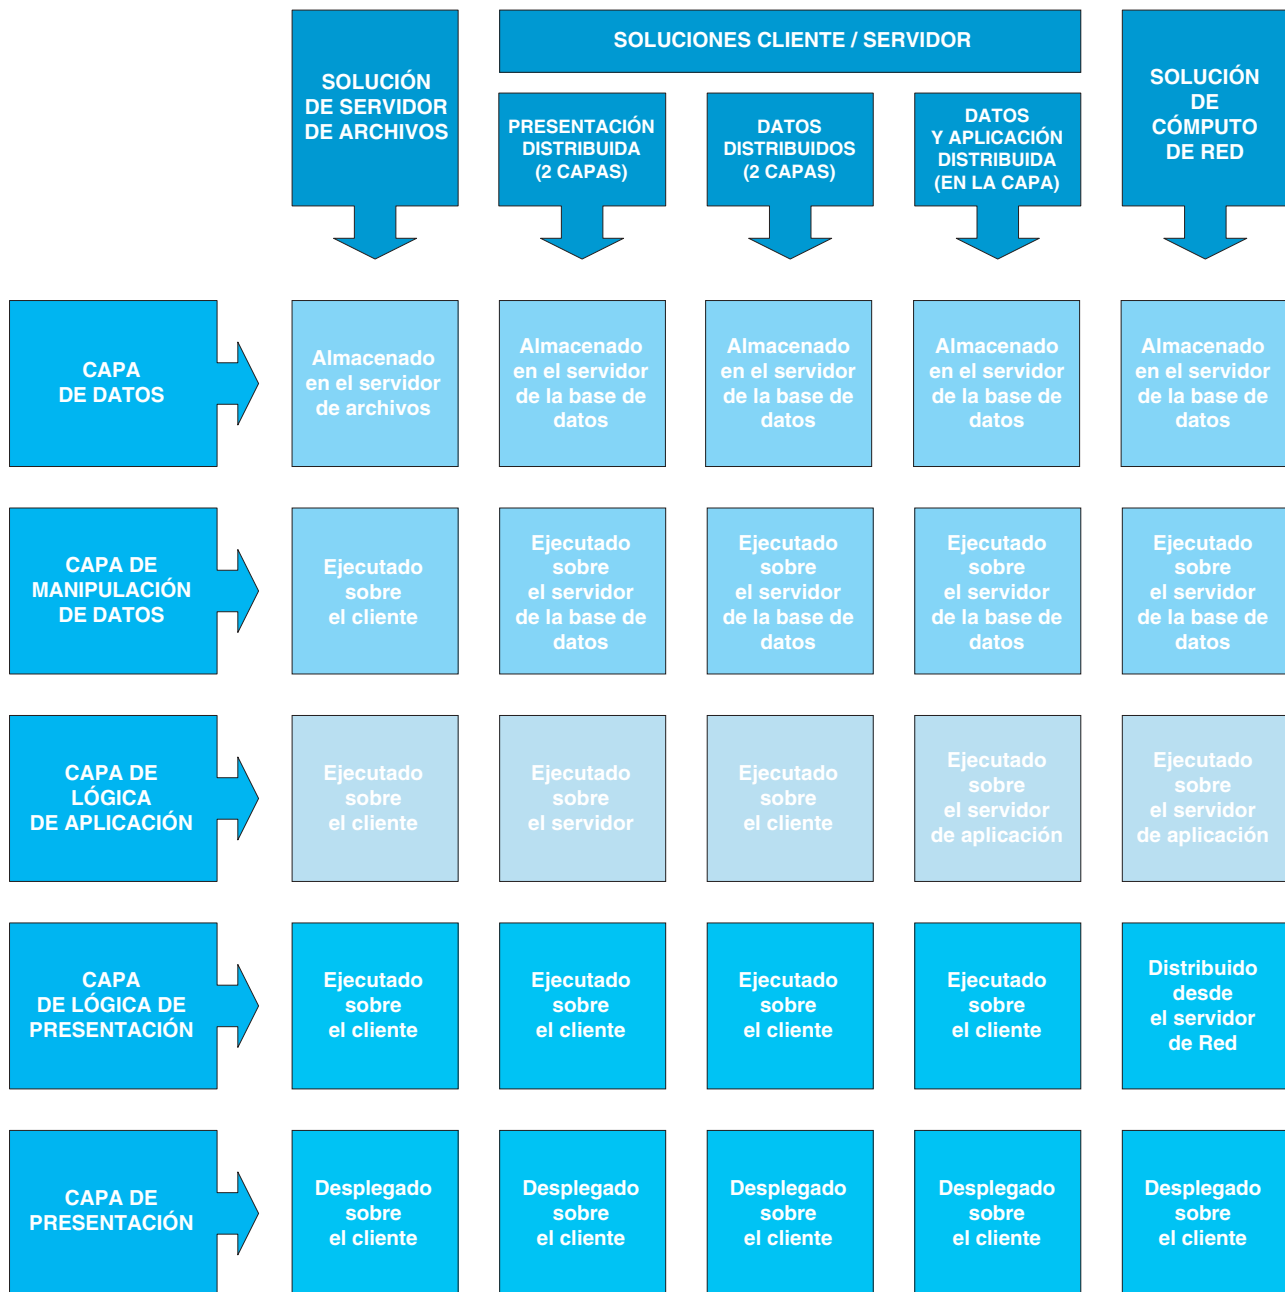 SOLUCIÓN
DE SERVIDOR
DE ARCHIVOS
SOLUCIONES CLIENTE / SERVIDOR
PRESENTACIÓN
DISTRIBUIDA
(2 CAPAS)
DATOS
DISTRIBUIDOS
(2 CAPAS)
DATOS
Y APLICACIÓN
DISTRIBUIDA
(EN LA CAPA)
SOLUCIÓN
DE
CÓMPUTO
DE RED
CAPA
DE DATOS
Almacenado
en el servidor
de archivos
Almacenado
en el servidor
de la base de
datos
Almacenado
en el servidor
de la base de
datos
Almacenado
en el servidor
de la base de
datos
Almacenado
en el servidor
de la base de
datos
CAPA DE
MANIPULACIÓN
DE DATOS
Ejecutado
sobre
el cliente
Ejecutado
sobre
el servidor
de la base de
datos
Ejecutado
sobre
el servidor
de la base de
datos
Ejecutado
sobre
el servidor
de la base de
datos
Ejecutado
sobre
el servidor
de la base de
datos
CAPA DE
LÓGICA
DE APLICACIÓN
Ejecutado
sobre
el cliente
Ejecutado
sobre
el servidor
Ejecutado
sobre
el cliente
Ejecutado
sobre
el servidor
de aplicación
Ejecutado
sobre
el servidor
de aplicación
CAPA
DE LÓGICA DE
PRESENTACIÓN
Ejecutado
sobre
el cliente
Ejecutado
sobre
el cliente
Ejecutado
sobre
el cliente
Ejecutado
sobre
el cliente
Distribuido
desde
el servidor
de Red
CAPA DE
PRESENTACIÓN
Desplegado
sobre
el cliente
Desplegado
sobre
el cliente
Desplegado
sobre
el cliente
Desplegado
sobre
el cliente
Desplegado
sobre
el cliente